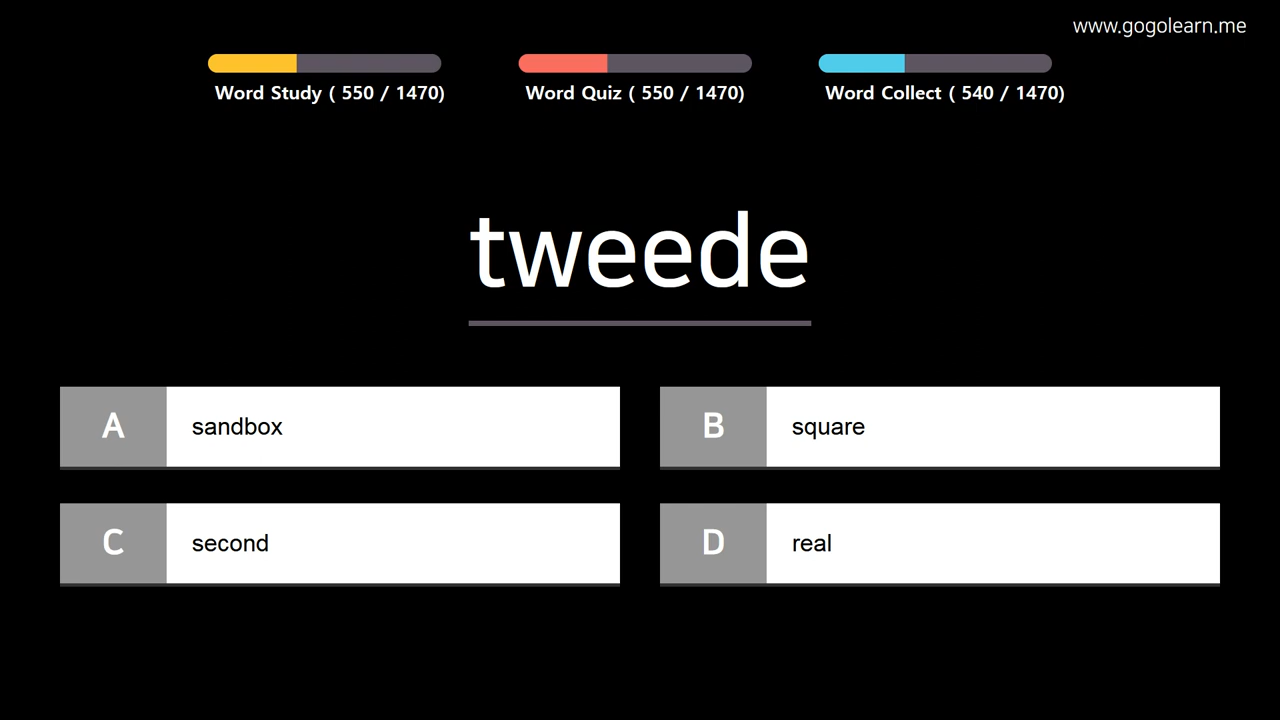 www.gogolearn.me
Word Study ( 550 / 1470)
Word Quiz ( 550 / 1470)
Word Collect ( 540 / 1470)
tweede
A sandbox
B square
C second
D real